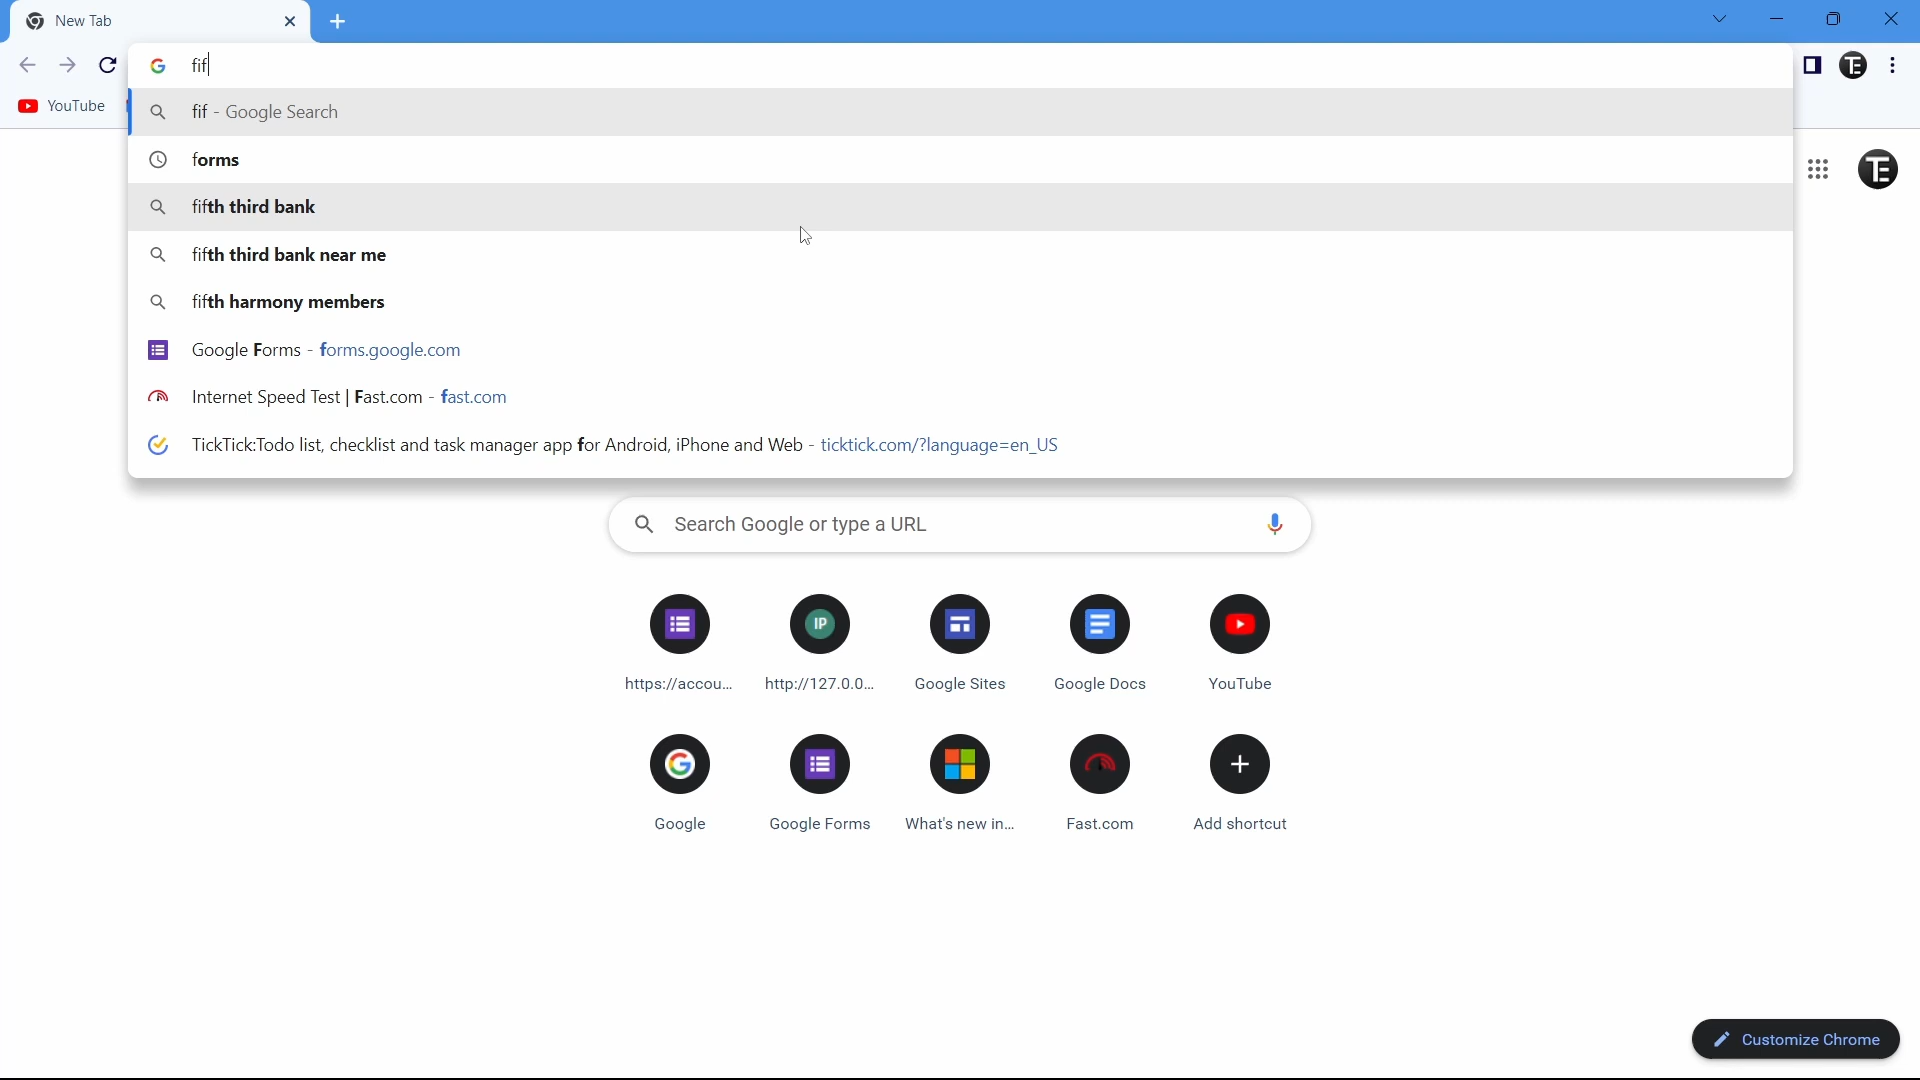 New Tab
fif
YouTube
fif - Google Search
forms
fifth third bank
fifth third bank near me
fifth harmony members
Google Forms - forms.google.com
Internet Speed Test | Fast.com - fast.com
TickTick:Todo list, checklist and task manager app for Android, iPhone and Web - ticktick.com/?language=en_US
TE
TE
Search Google or type a URL
IP
https://accou... http://127.0.0... Google Sites Google Docs YouTube
Google Google Forms What's new in... Fast.com Add shortcut
Customize Chrome